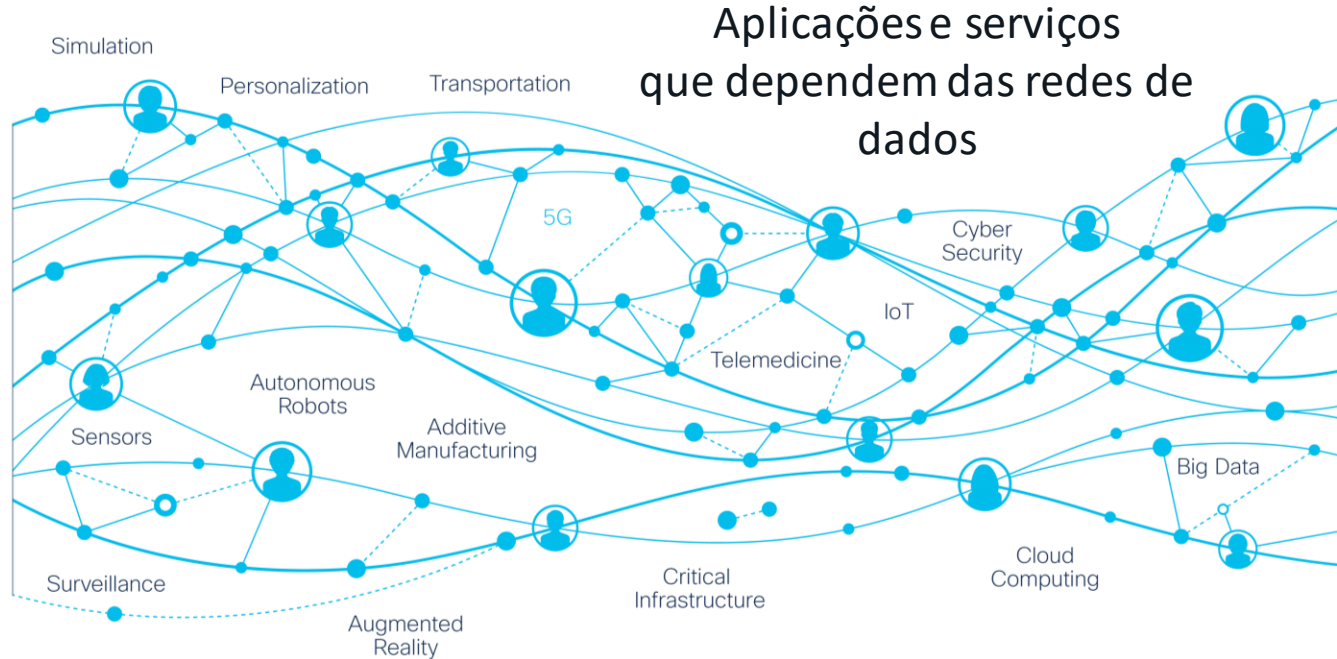 Aplicações e serviços
que dependem das redes de
dados
Simulation
Personalization
Transportation
5G
Cyber
Security
IoT
Telemedicine
Autonomous
Robots
Additive
Manufacturing
Sensors
Big Data
Surveillance
Critical
Infrastructure
Cloud
Computing
Augmented
Reality